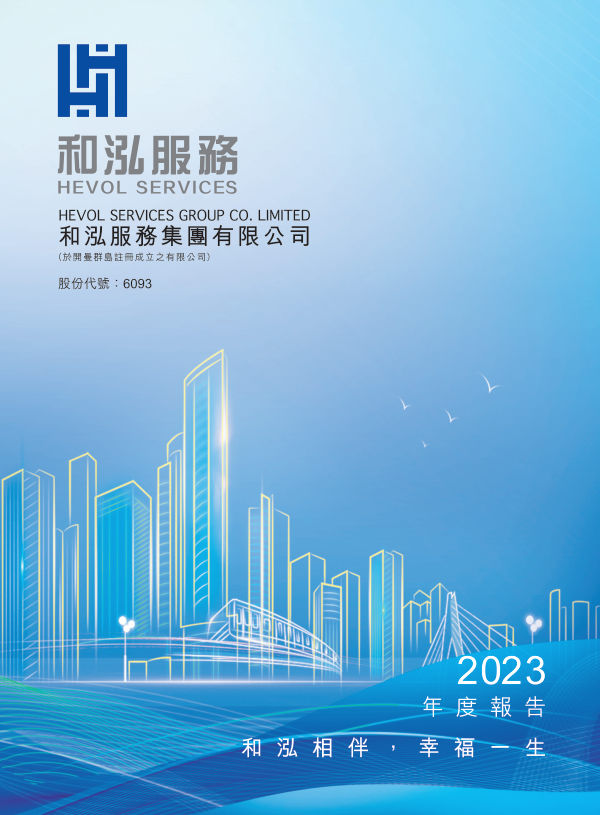 和泓服務
HEVOL SERVICES
HEVOL SERVICES GROUP CO. LIMITED
和泓服務集團有限公司
(於開曼群島註冊成立之有限公司)
股份代號：6093
2023
年度報告
和泓相伴，幸福一生